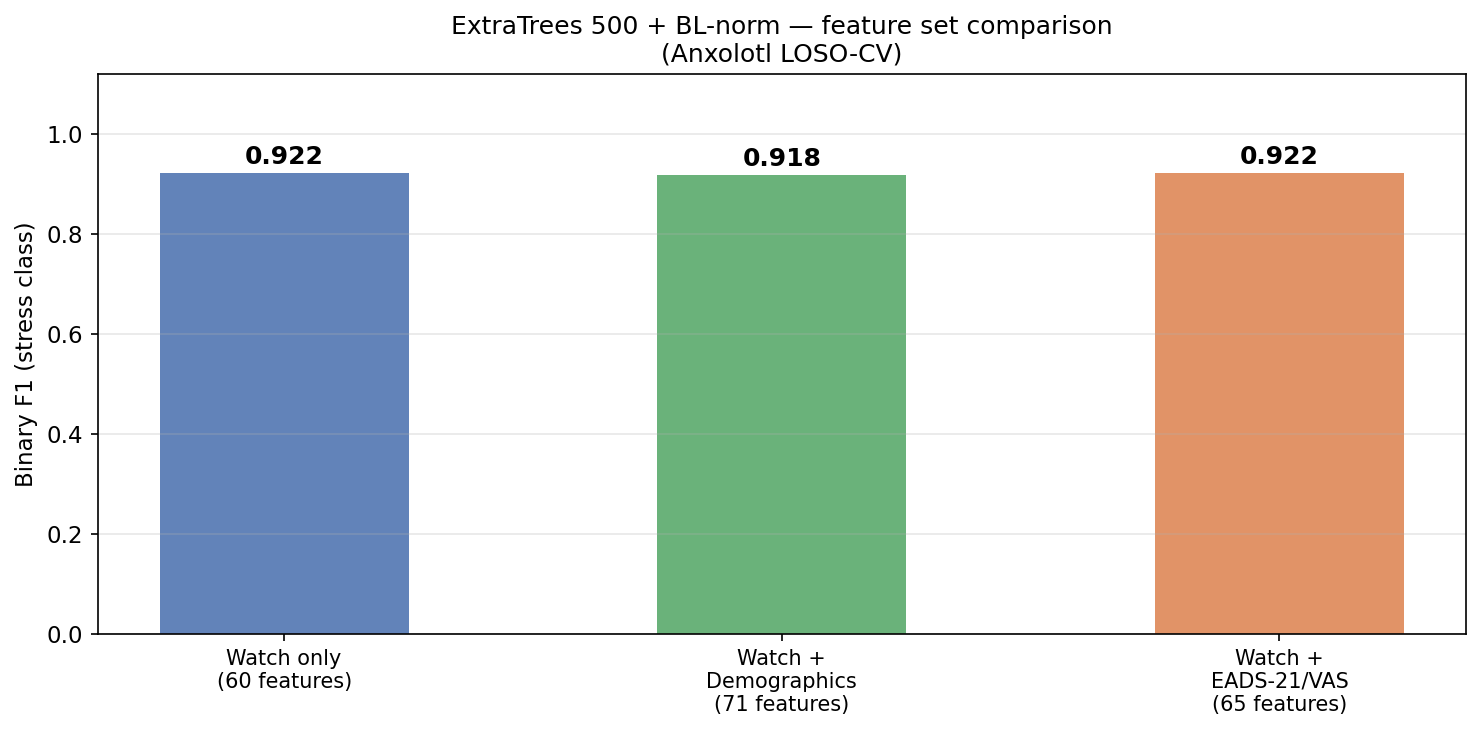 ExtraTrees 500 + BL-norm — feature set comparison
(Anxolotl LOSO-CV)
Binary F1 (stress class)
1.0
0.8
0.6
0.4
0.2
0.0
0.922
0.918
0.922
Watch only
(60 features)
Watch +
Demographics
(71 features)
Watch +
EADS-21/VAS
(65 features)